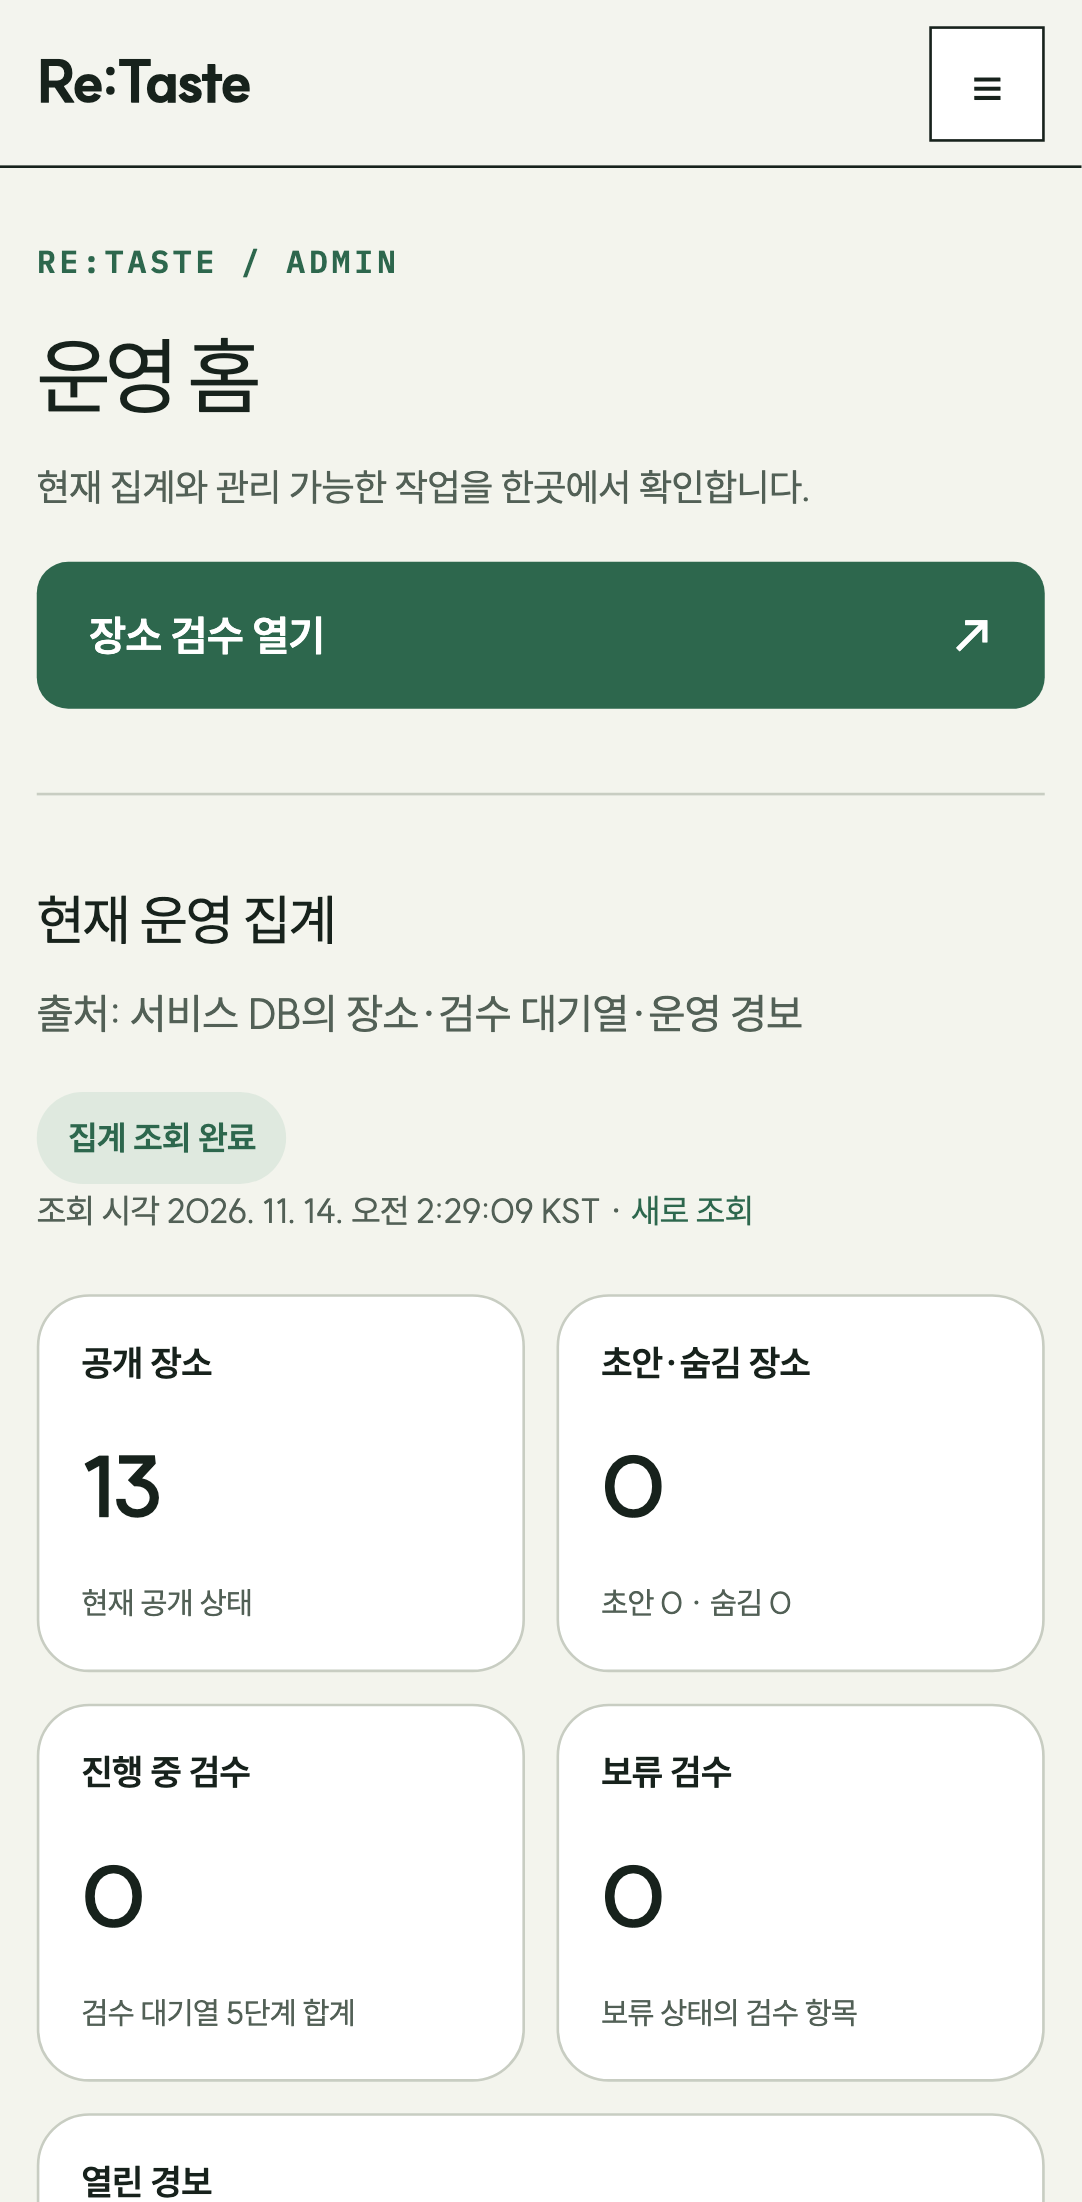 Re:Taste
RE:TASTE / ADMIN
운영 홈
현재 집계와 관리 가능한 작업을 한곳에서 확인합니다.
장소 검수 열기
현재 운영 집계
출처: 서비스 DB의 장소·검수 대기열·운영 경보
집계 조회 완료
조회 시각 2026. 11. 14. 오전 2:29:09 KST · 새로 조회
공개 장소
13
현재 공개 상태
초안·숨김 장소
0
초안 0 · 숨김 0
진행 중 검수
0
검수 대기열 5단계 합계
보류 검수
0
보류 상태의 검수 항목
열린 경보